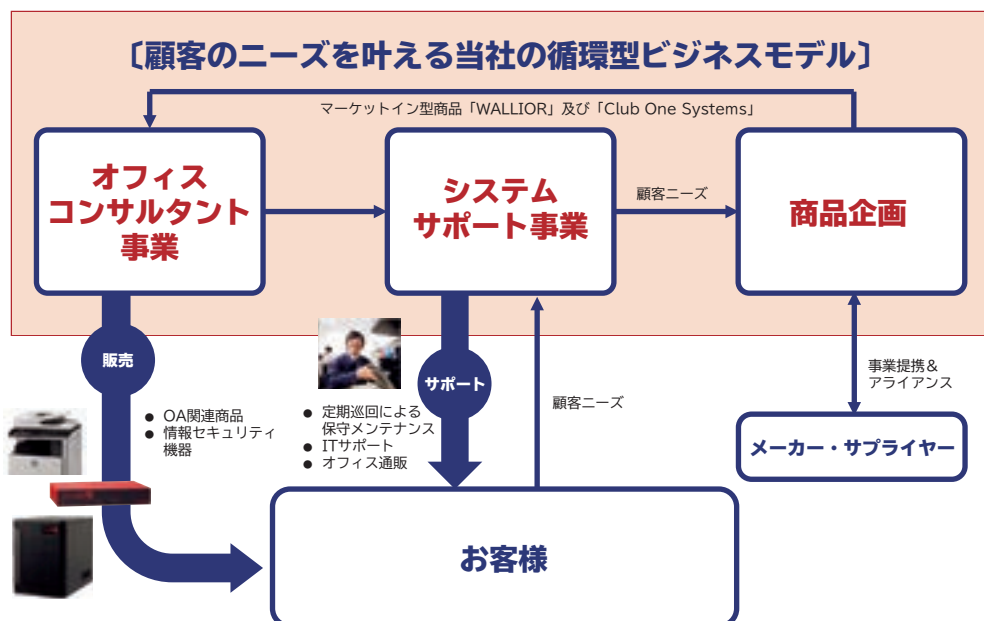 〔顧客のニーズを叶える当社の循環型ビジネスモデル〕
マーケットイン型商品「WALLIOR」及び「Club One Systems」
オフィス
コンサルタント
事業
システム
サポート事業
顧客ニーズ
商品企画
販売
● OA関連商品
● 情報セキュリティ
機器
サポート
● 定期巡回による
保守メンテナンス
● ITサポート
● オフィス通販
顧客ニーズ
事業提携&
アライアンス
メーカー・サプライヤー
お客様